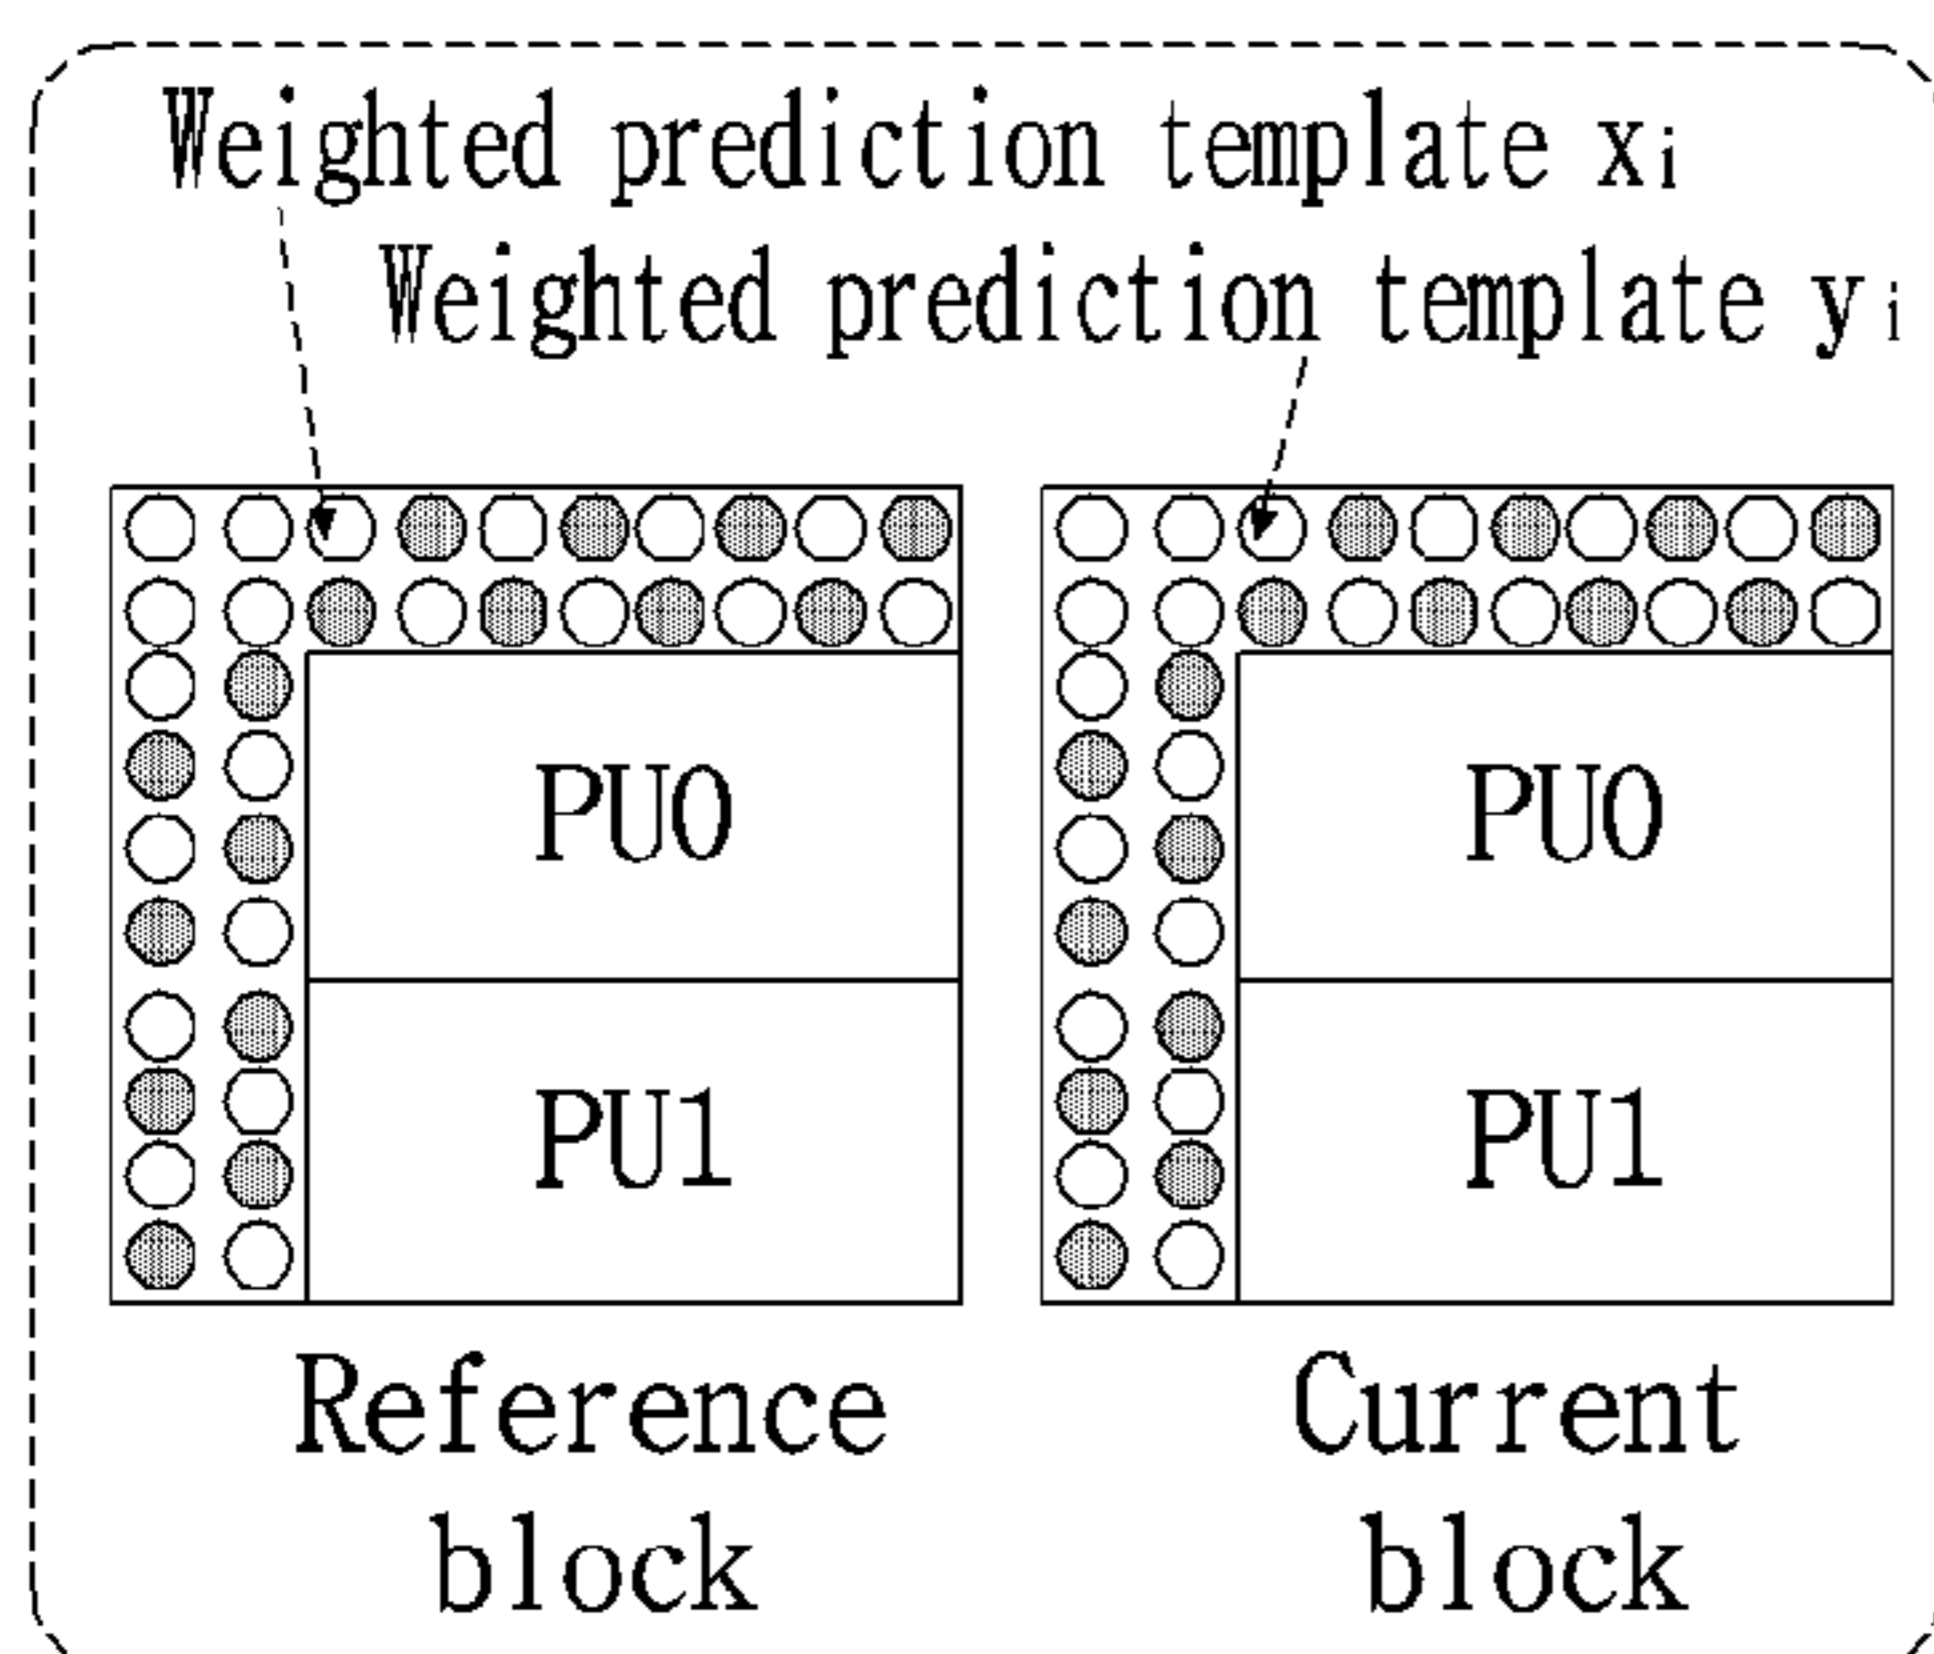 Weighted prediction template xi
Weighted prediction template yi
PU0
PU0
PU1
PU1
Reference
block
Current
block